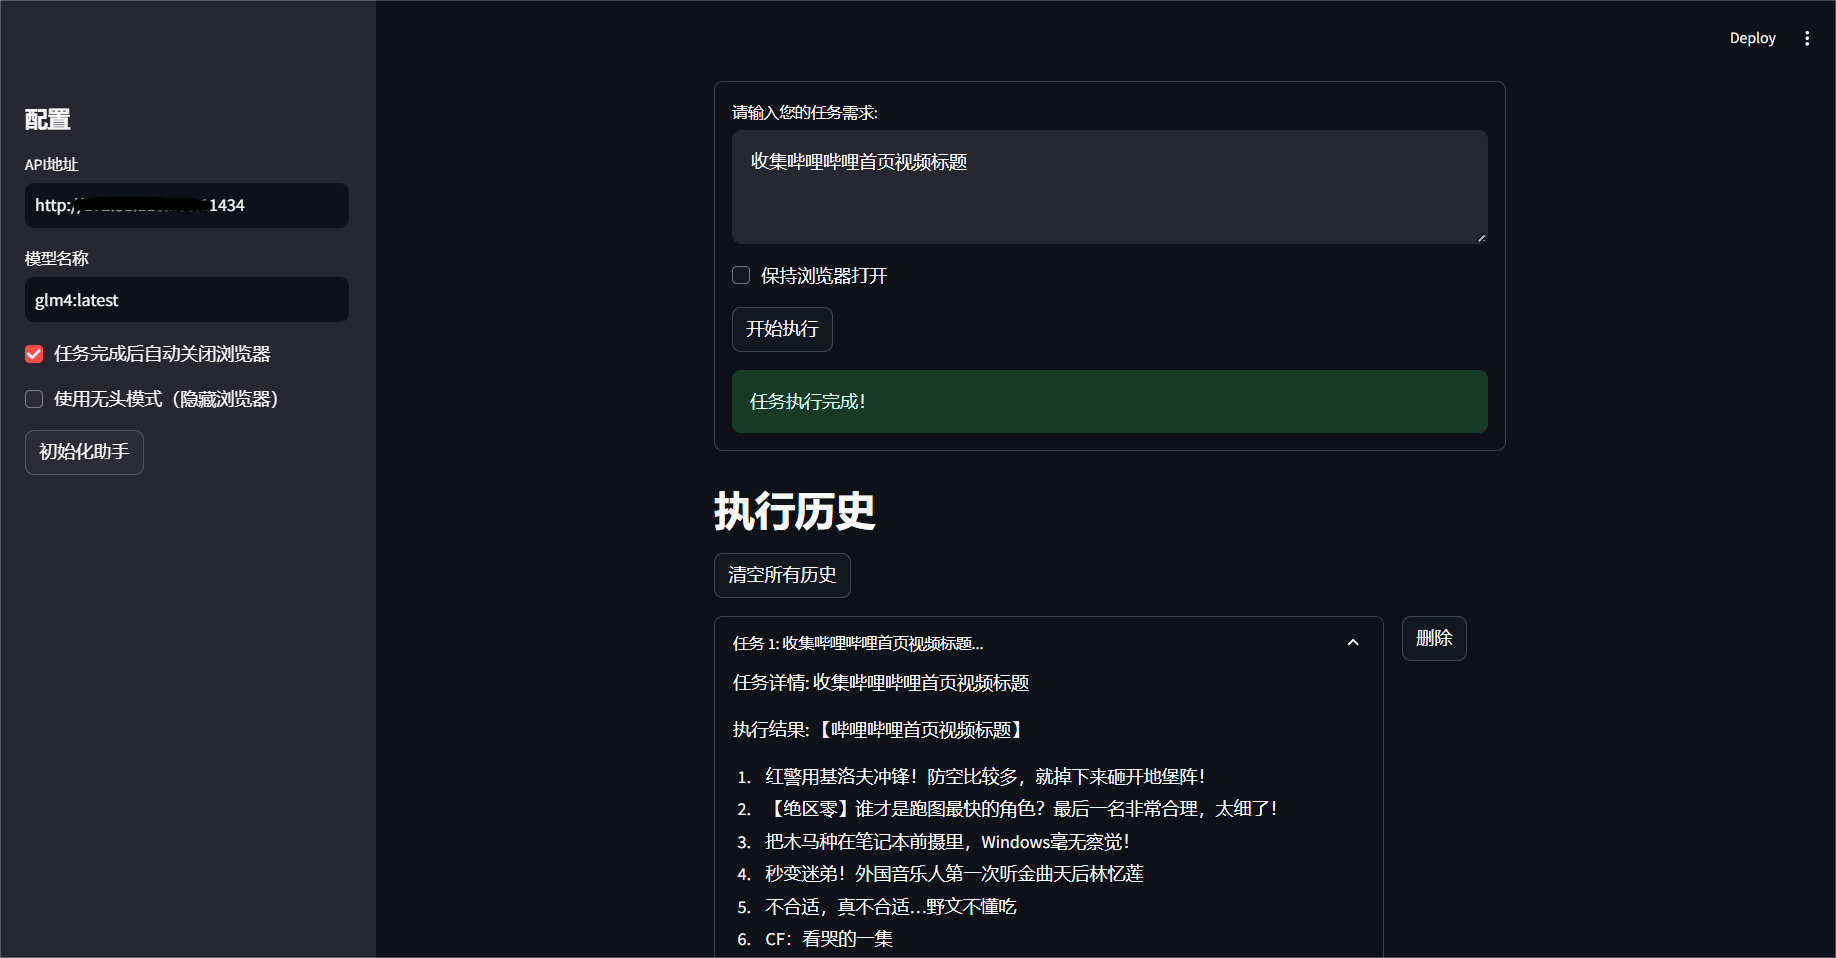 Deploy
配置
API地址
http:/ 1434
模型名称
glm4:latest
任务完成后自动关闭浏览器
使用无头模式（隐藏浏览器）
初始化助手
请输入您的任务需求:
收集哔哩哔哩首页视频标题
保持浏览器打开
开始执行
任务执行完成！
执行历史
清空所有历史
任务 1: 收集哔哩哔哩首页视频标题...
删除
任务详情: 收集哔哩哔哩首页视频标题
执行结果: 【哔哩哔哩首页视频标题】
1. 红警用基洛夫冲锋！防空比较多，就掉下来砸开地堡阵！
2. 【绝区零】谁才是跑图最快的角色？最后一名非常合理，太细了！
3. 把木马种在笔记本前摄里，Windows毫无察觉！
4. 秒变迷弟！外国音乐人第一次听金曲天后林忆莲
5. 不合适，真不合适...野文不懂吃
6. CF：看哭的一集